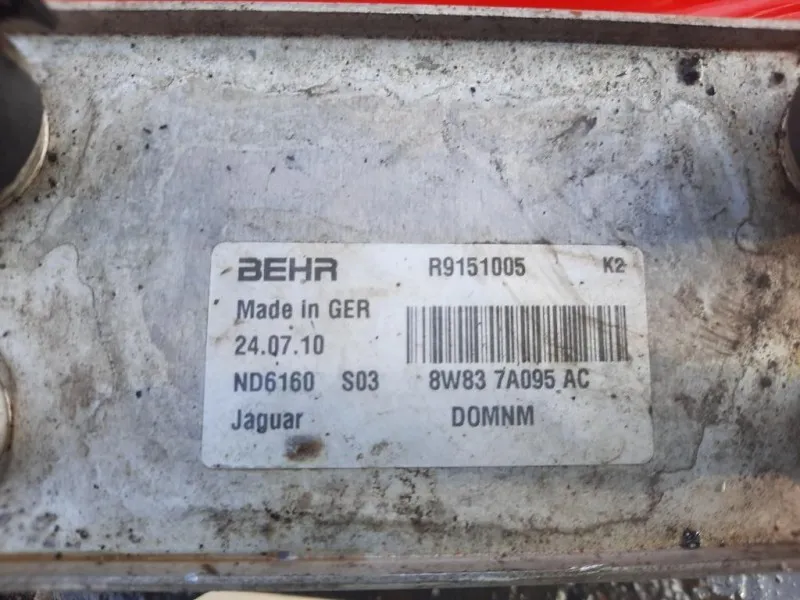 BEHR R9151005 K2
Made in GER
24.07.10
ND6160 S03 8W83 7A095 AC
Jaguar DOMNM